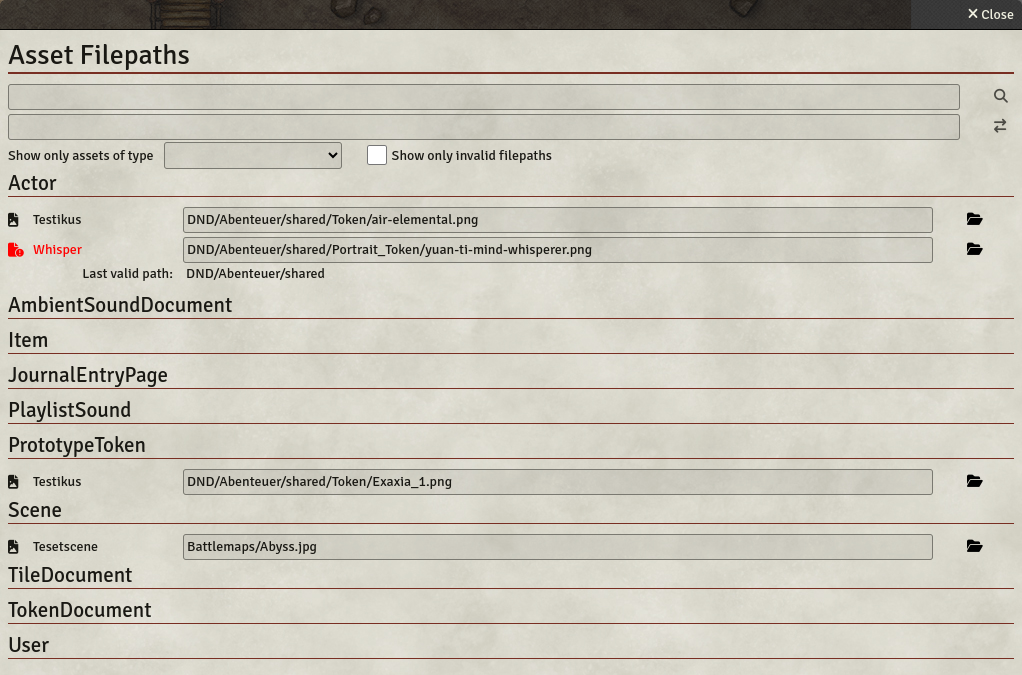 Close
Asset Filepaths
Show only assets of type Show only invalid filepaths
Actor
Testikus DND/Abenteuer/shared/Token/air-elemental.png
Whisper DND/Abenteuer/shared/Portrait_Token/yuan-ti-mind-whisperer.png
Last valid path: DND/Abenteuer/shared
AmbientSoundDocument
Item
JournalEntryPage
PlaylistSound
PrototypeToken
Testikus DND/Abenteuer/shared/Token/Exaxia_1.png
Scene
Tesetscene Battlemaps/Abyss.jpg
TileDocument
TokenDocument
User